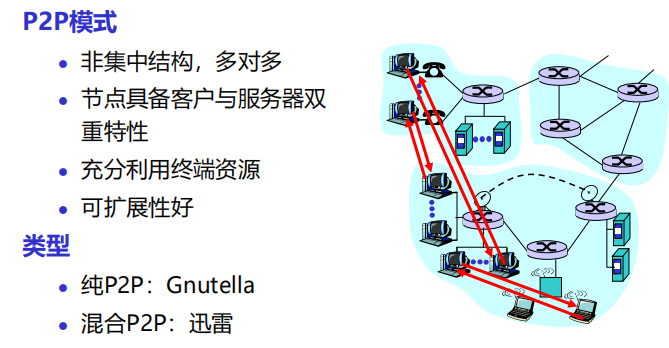 P2P模式
非集中结构，多对多
节点具备客户与服务器双
重特性
充分利用终端资源
可扩展性好
类型
纯P2P：Gnutella
混合P2P：迅雷